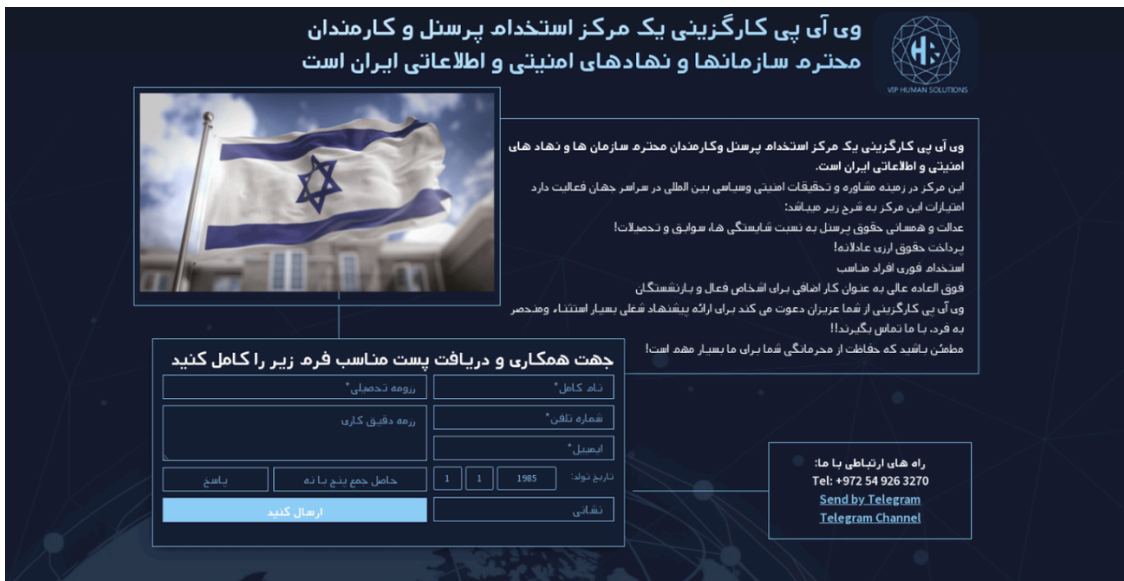 وی آی پی کارگزینی یک مرکز استخدام پرسنل و کارمندان
محترم سازمانها و نهادهای امنیتی و اطلاعاتی ایران است
VIP HUMAN SOLUTIONS
وی آی پی کارگزینی یک مرکز استخدام پرسنل وکارمندان محترم سازمان ها و نهاد های
امنیتی و اطلاعاتی ایران است.
این مرکز در زمینه مشاوره و تحقیقات امنیتی وسیاسی بین المللی در سراسر جهان فعالیت دارد
امتیازات این مرکز به شرح زیر میباشد:
عدالت و همسانی حقوق پرسنل به نسبت شایستگی ها، سوابق و تحصیلات!
پرداخت حقوق ارزی عادلانه!
استخدام فوری افراد مناسب
فوق العاده عالی به عنوان کار اضافی برای اشخاص فعال و بازنشستگان
وی آی پی کارگزینی از شما عزیزان دعوت می کند برای ارائه پیشنهاد شغلی بسیار استثناء ومنحصر
به فرد، با ما تماس بگیرند!!
مطمئن باشید که حفاظت از محرمانگی شما برای ما بسیار مهم است!
جهت همکاری و دریافت پست مناسب فرم زیر را کامل کنید
نام کامل*
رزومه تحصیلی*
شماره تلفن*
رزمه دقیق کاری
ایمیل*
تاریخ تولد:
1985
1
1
حاصل جمع پنج با نه
پاسخ
نشانی
ارسال کنید
راه های ارتباطی با ما:
Tel: +972 54 926 3270
Send by Telegram
Telegram Channel